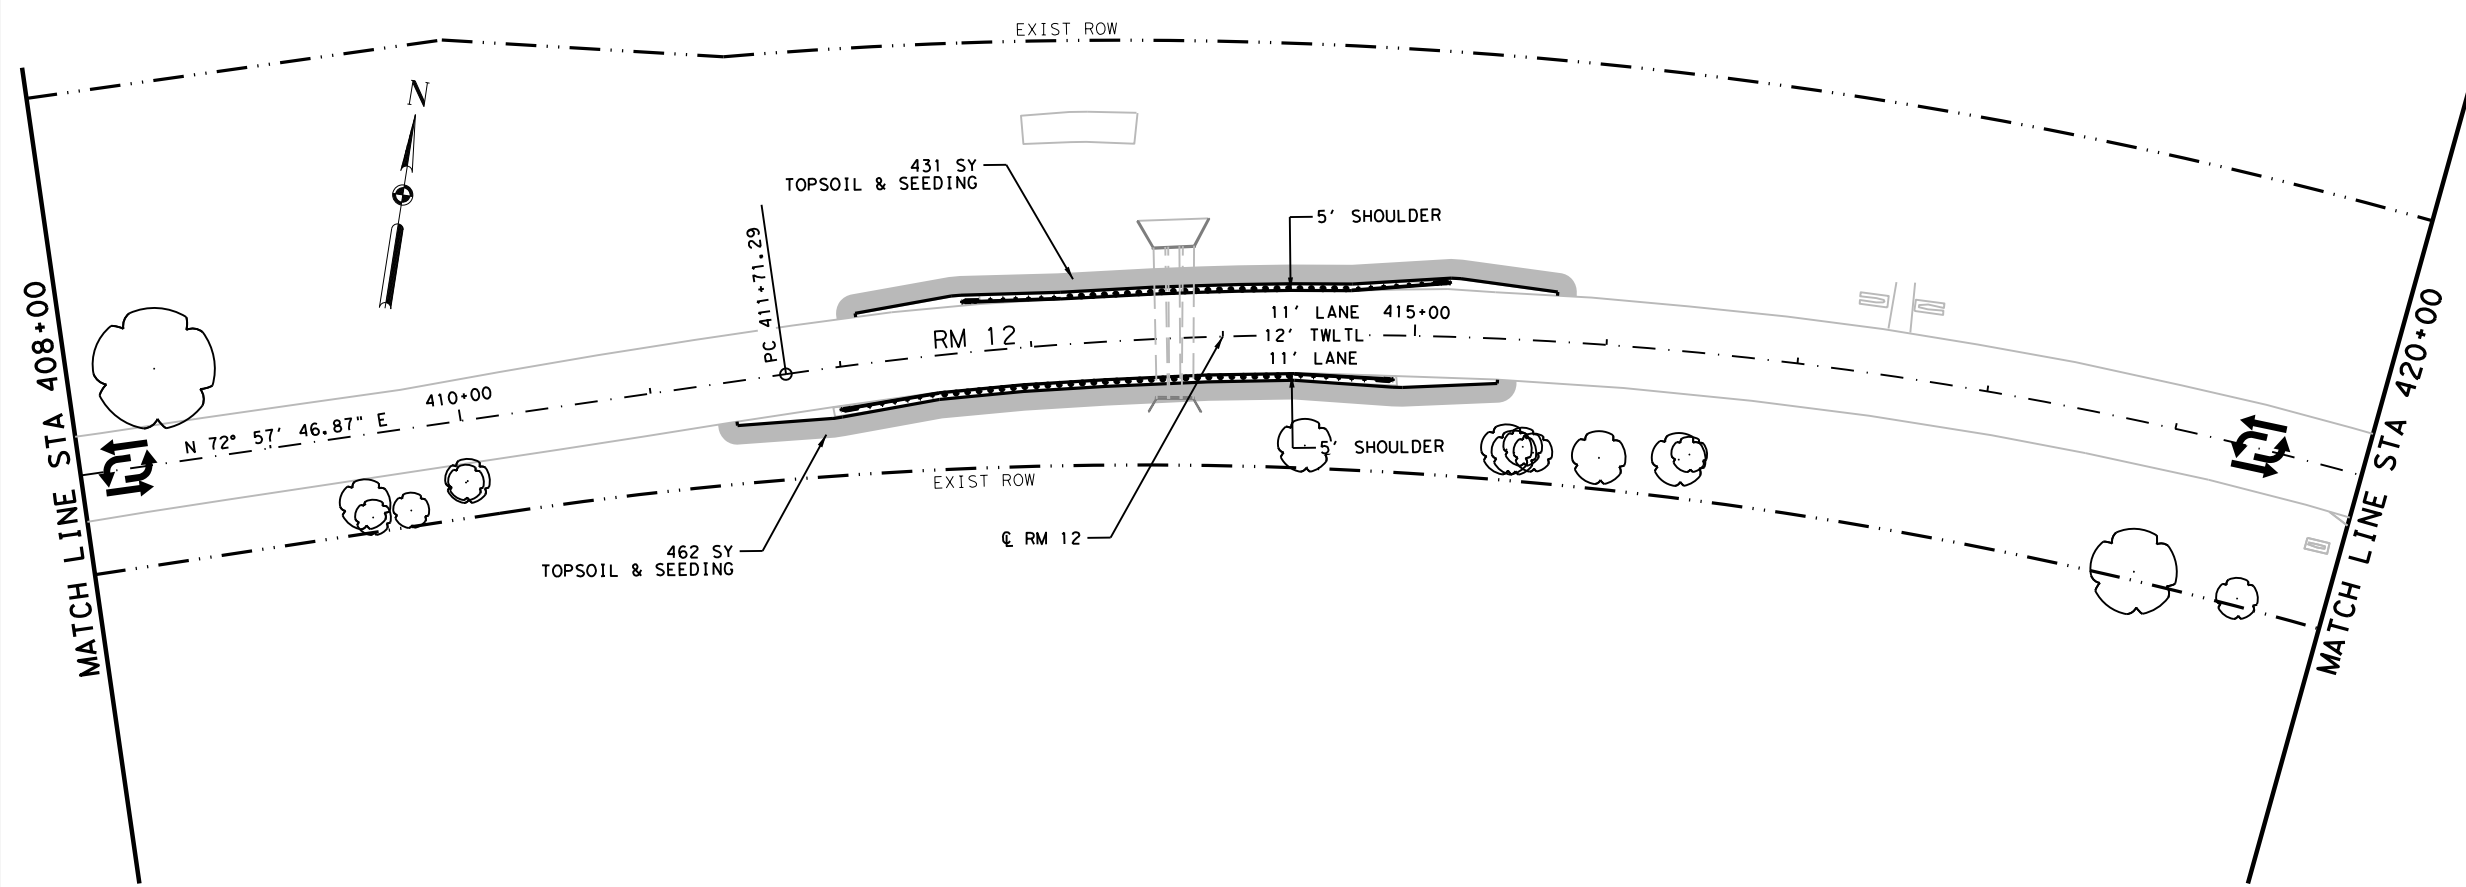 EXIST ROW
N
431 SY
TOPSOIL & SEEDING
5' SHOULDER
PC 411+71.29
11' LANE 415+00
RM 12
12' TWLTL
11' LANE
410+00
N 72° 57' 46.87" E
5' SHOULDER
EXIST ROW
℄ RM 12
462 SY
TOPSOIL & SEEDING
MATCH LINE STA 408+00
MATCH LINE STA 420+00